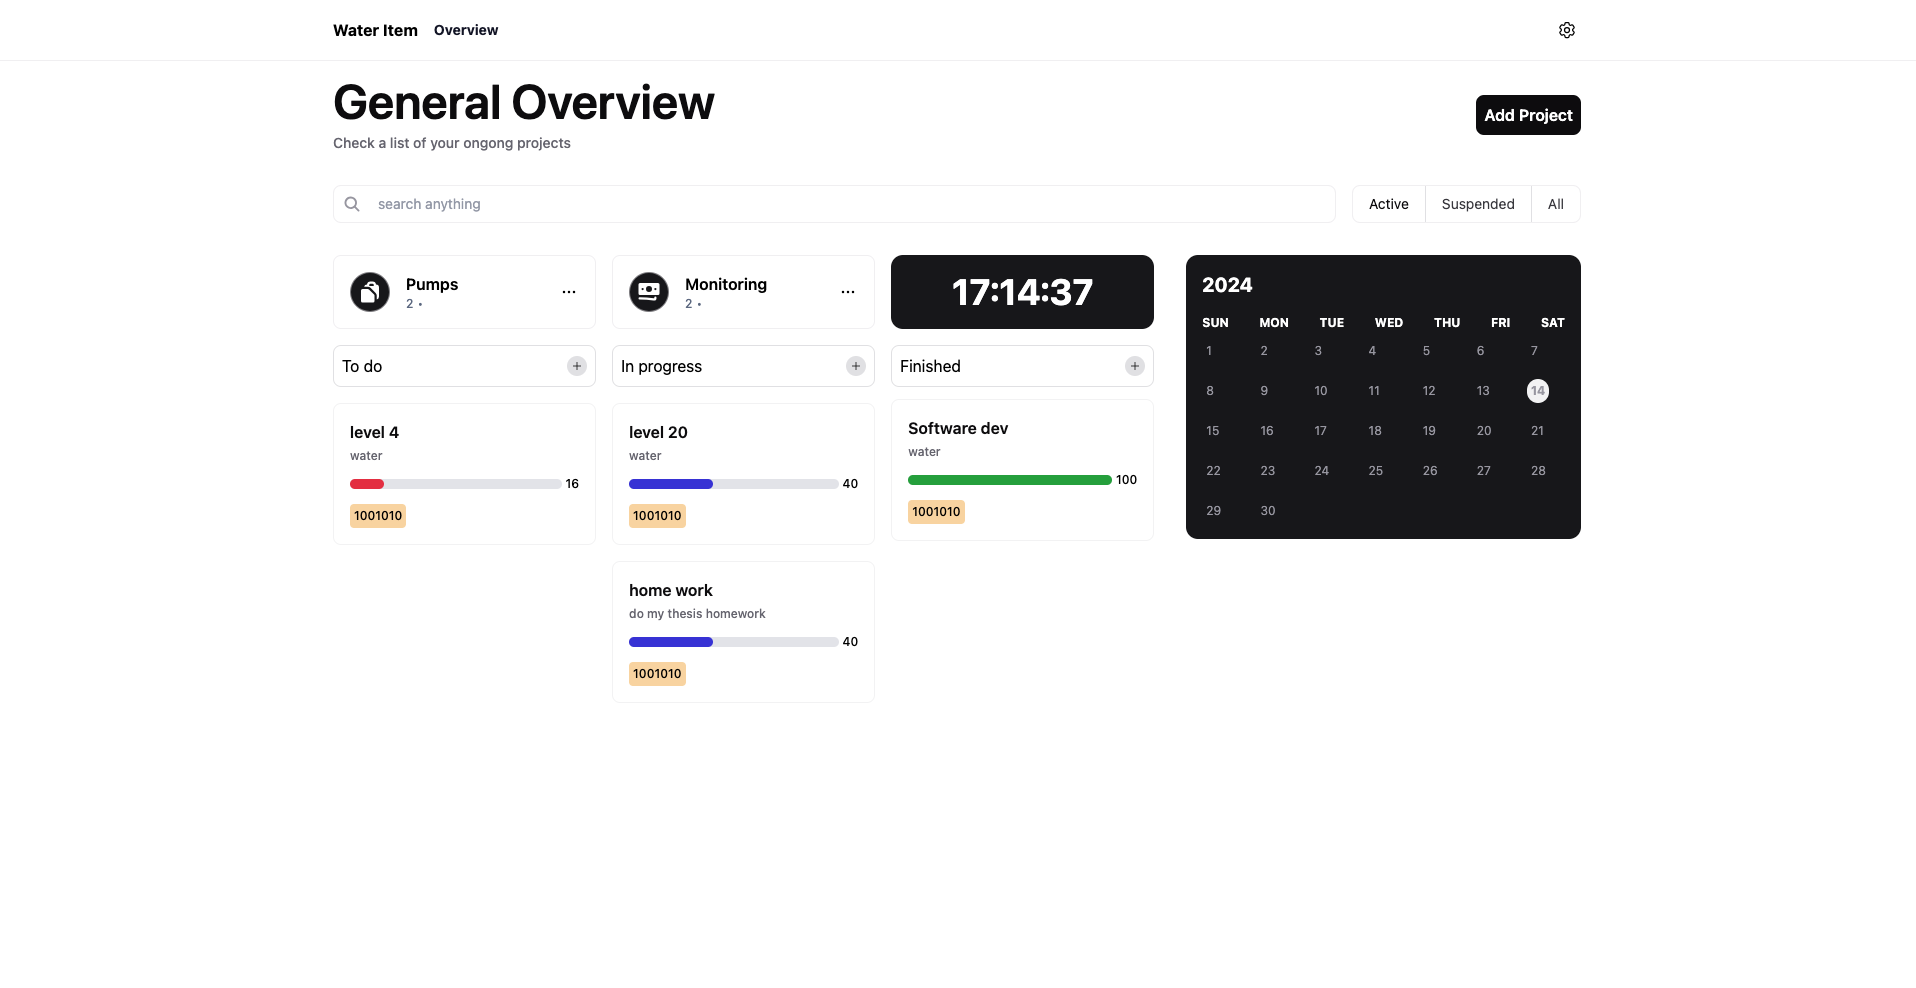 Water Item Overview
General Overview
Check a list of your ongong projects
Add Project
search anything
Active Suspended All
Pumps
2 •
...
Monitoring
2 •
...
17:14:37
To do +
level 4
water
16
1001010
In progress +
level 20
water
40
1001010
home work
do my thesis homework
40
1001010
Finished +
Software dev
water
100
1001010
2024
SUN MON TUE WED THU FRI SAT
1 2 3 4 5 6 7
8 9 10 11 12 13 14
15 16 17 18 19 20 21
22 23 24 25 26 27 28
29 30